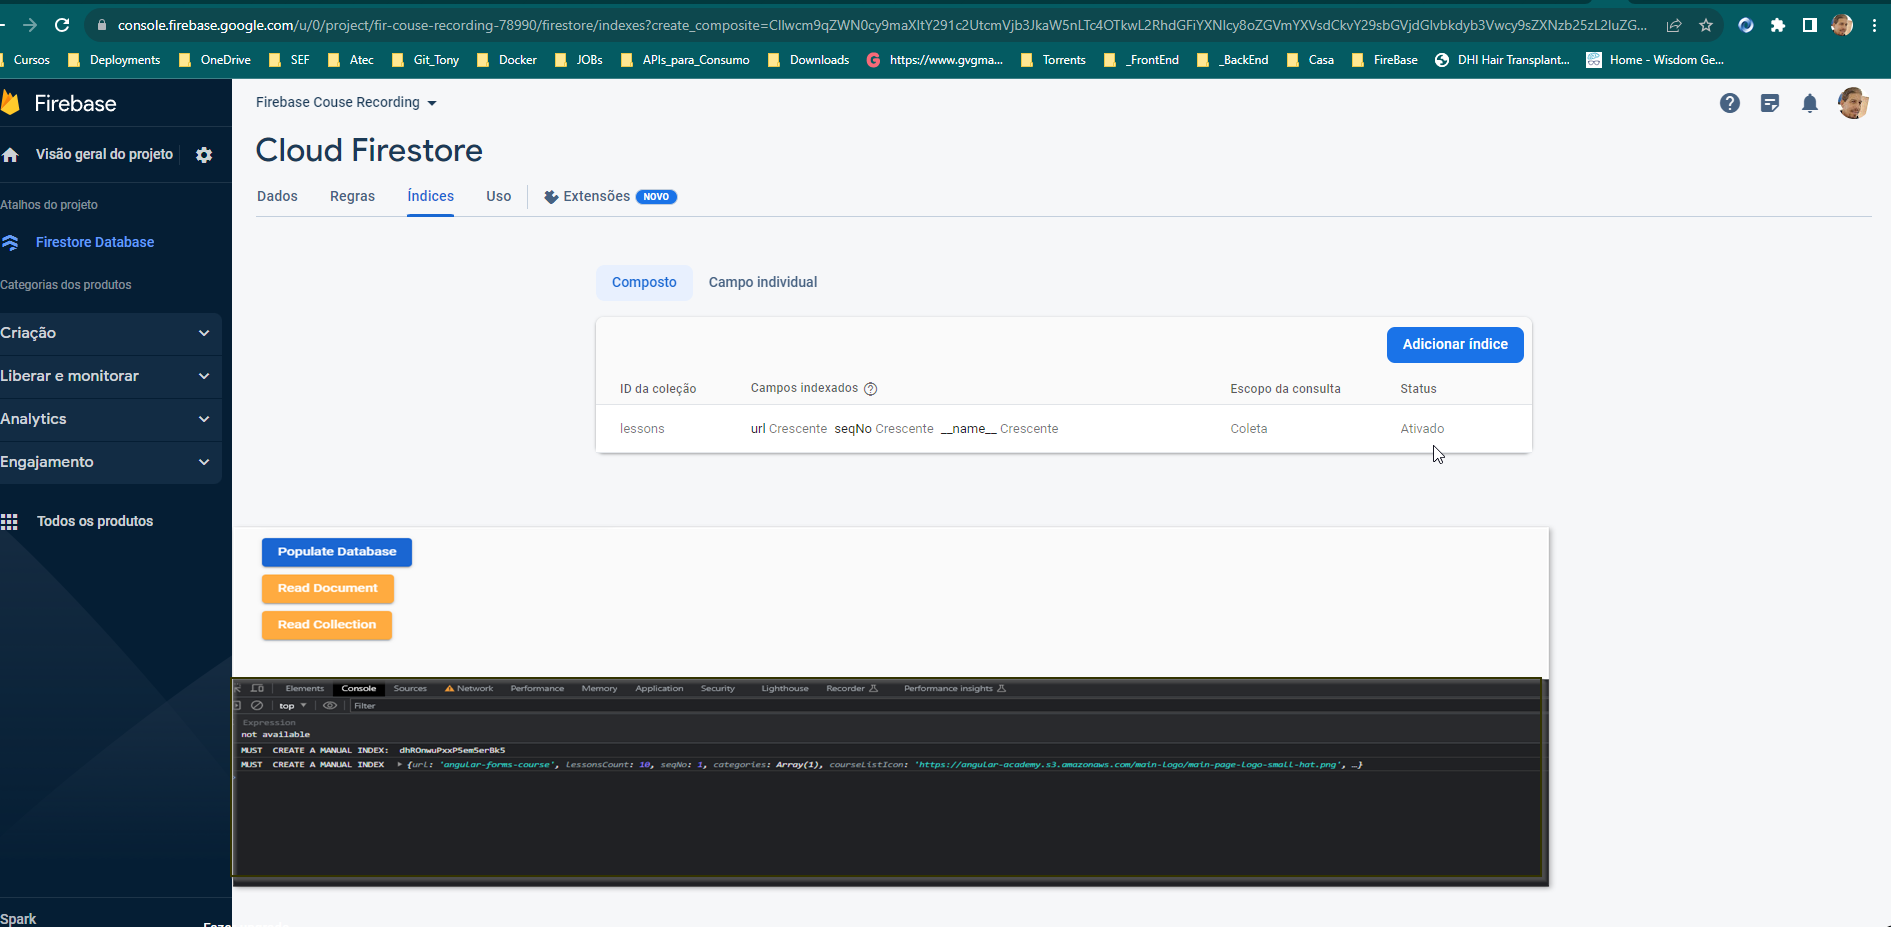 console.firebase.google.com/u/0/project/fir-couse-recording-78990/firestore/indexes?create_composite=
Cursos Deployments OneDrive SEF Atec Git_Tony Docker JOBs APIs_para_Consumo Downloads https://www.gvgma... Torrents _FrontEnd _BackEnd Casa FireBase DHI Hair Transplant... Home - Wisdom Ge...
Firebase
Visão geral do projeto
Atalhos do projeto
Firestore Database
Categorias dos produtos
Criação
Liberar e monitorar
Analytics
Engajamento
Todos os produtos
Spark
Firebase Couse Recording
Cloud Firestore
Dados Regras Índices Uso Extensões NOVO
Composto Campo individual
Adicionar índice
ID da coleção Campos indexados Escopo da consulta Status
lessons url Crescente seqNo Crescente __name__ Crescente Coleta Ativado
Populate Database
Read Document
Read Collection
Elements Console Sources Network Performance Memory Application Security Lighthouse Recorder Performance insights
top Filter
Expression
not available
MUST CREATE A MANUAL INDEX: dhROnwuPxxP5em5erBk5
MUST CREATE A MANUAL INDEX {url: 'angular-forms-course', lessonsCount: 10, seqNo: 1, categories: Array(1), courseListIcon: 'https://angular-academy.s3.amazonaws.com/main-logo/main-page-logo-small-hat.png', …}